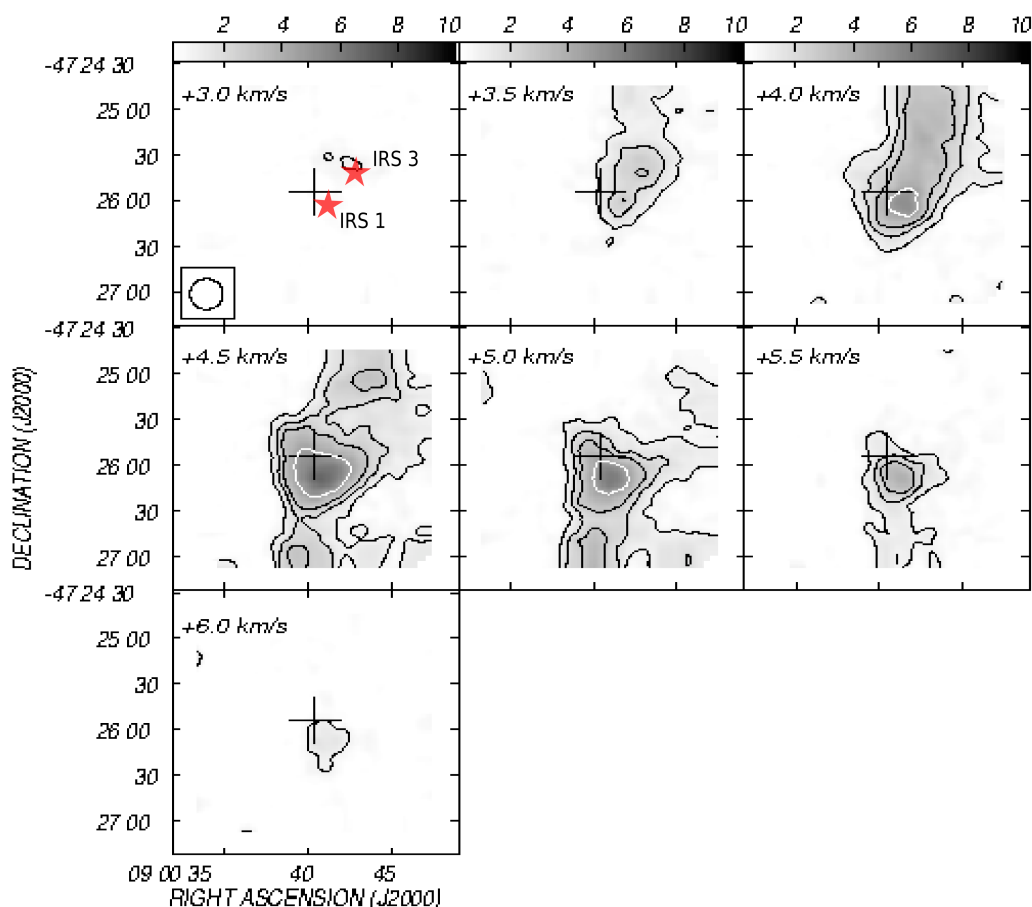 2 4 6 8 10 2 4 6 8 10 2 4 6 8 10
-47 24 30
+3.0 km/s +3.5 km/s +4.0 km/s
25 00
30
IRS 3
26 00
IRS 1
30
27 00
-47 24 30
+4.5 km/s +5.0 km/s +5.5 km/s
25 00
30
26 00
30
27 00
-47 24 30
+6.0 km/s
25 00
30
26 00
30
27 00
DECLINATION (J2000)
09 00 35 40 45
RIGHT ASCENSION (J2000)